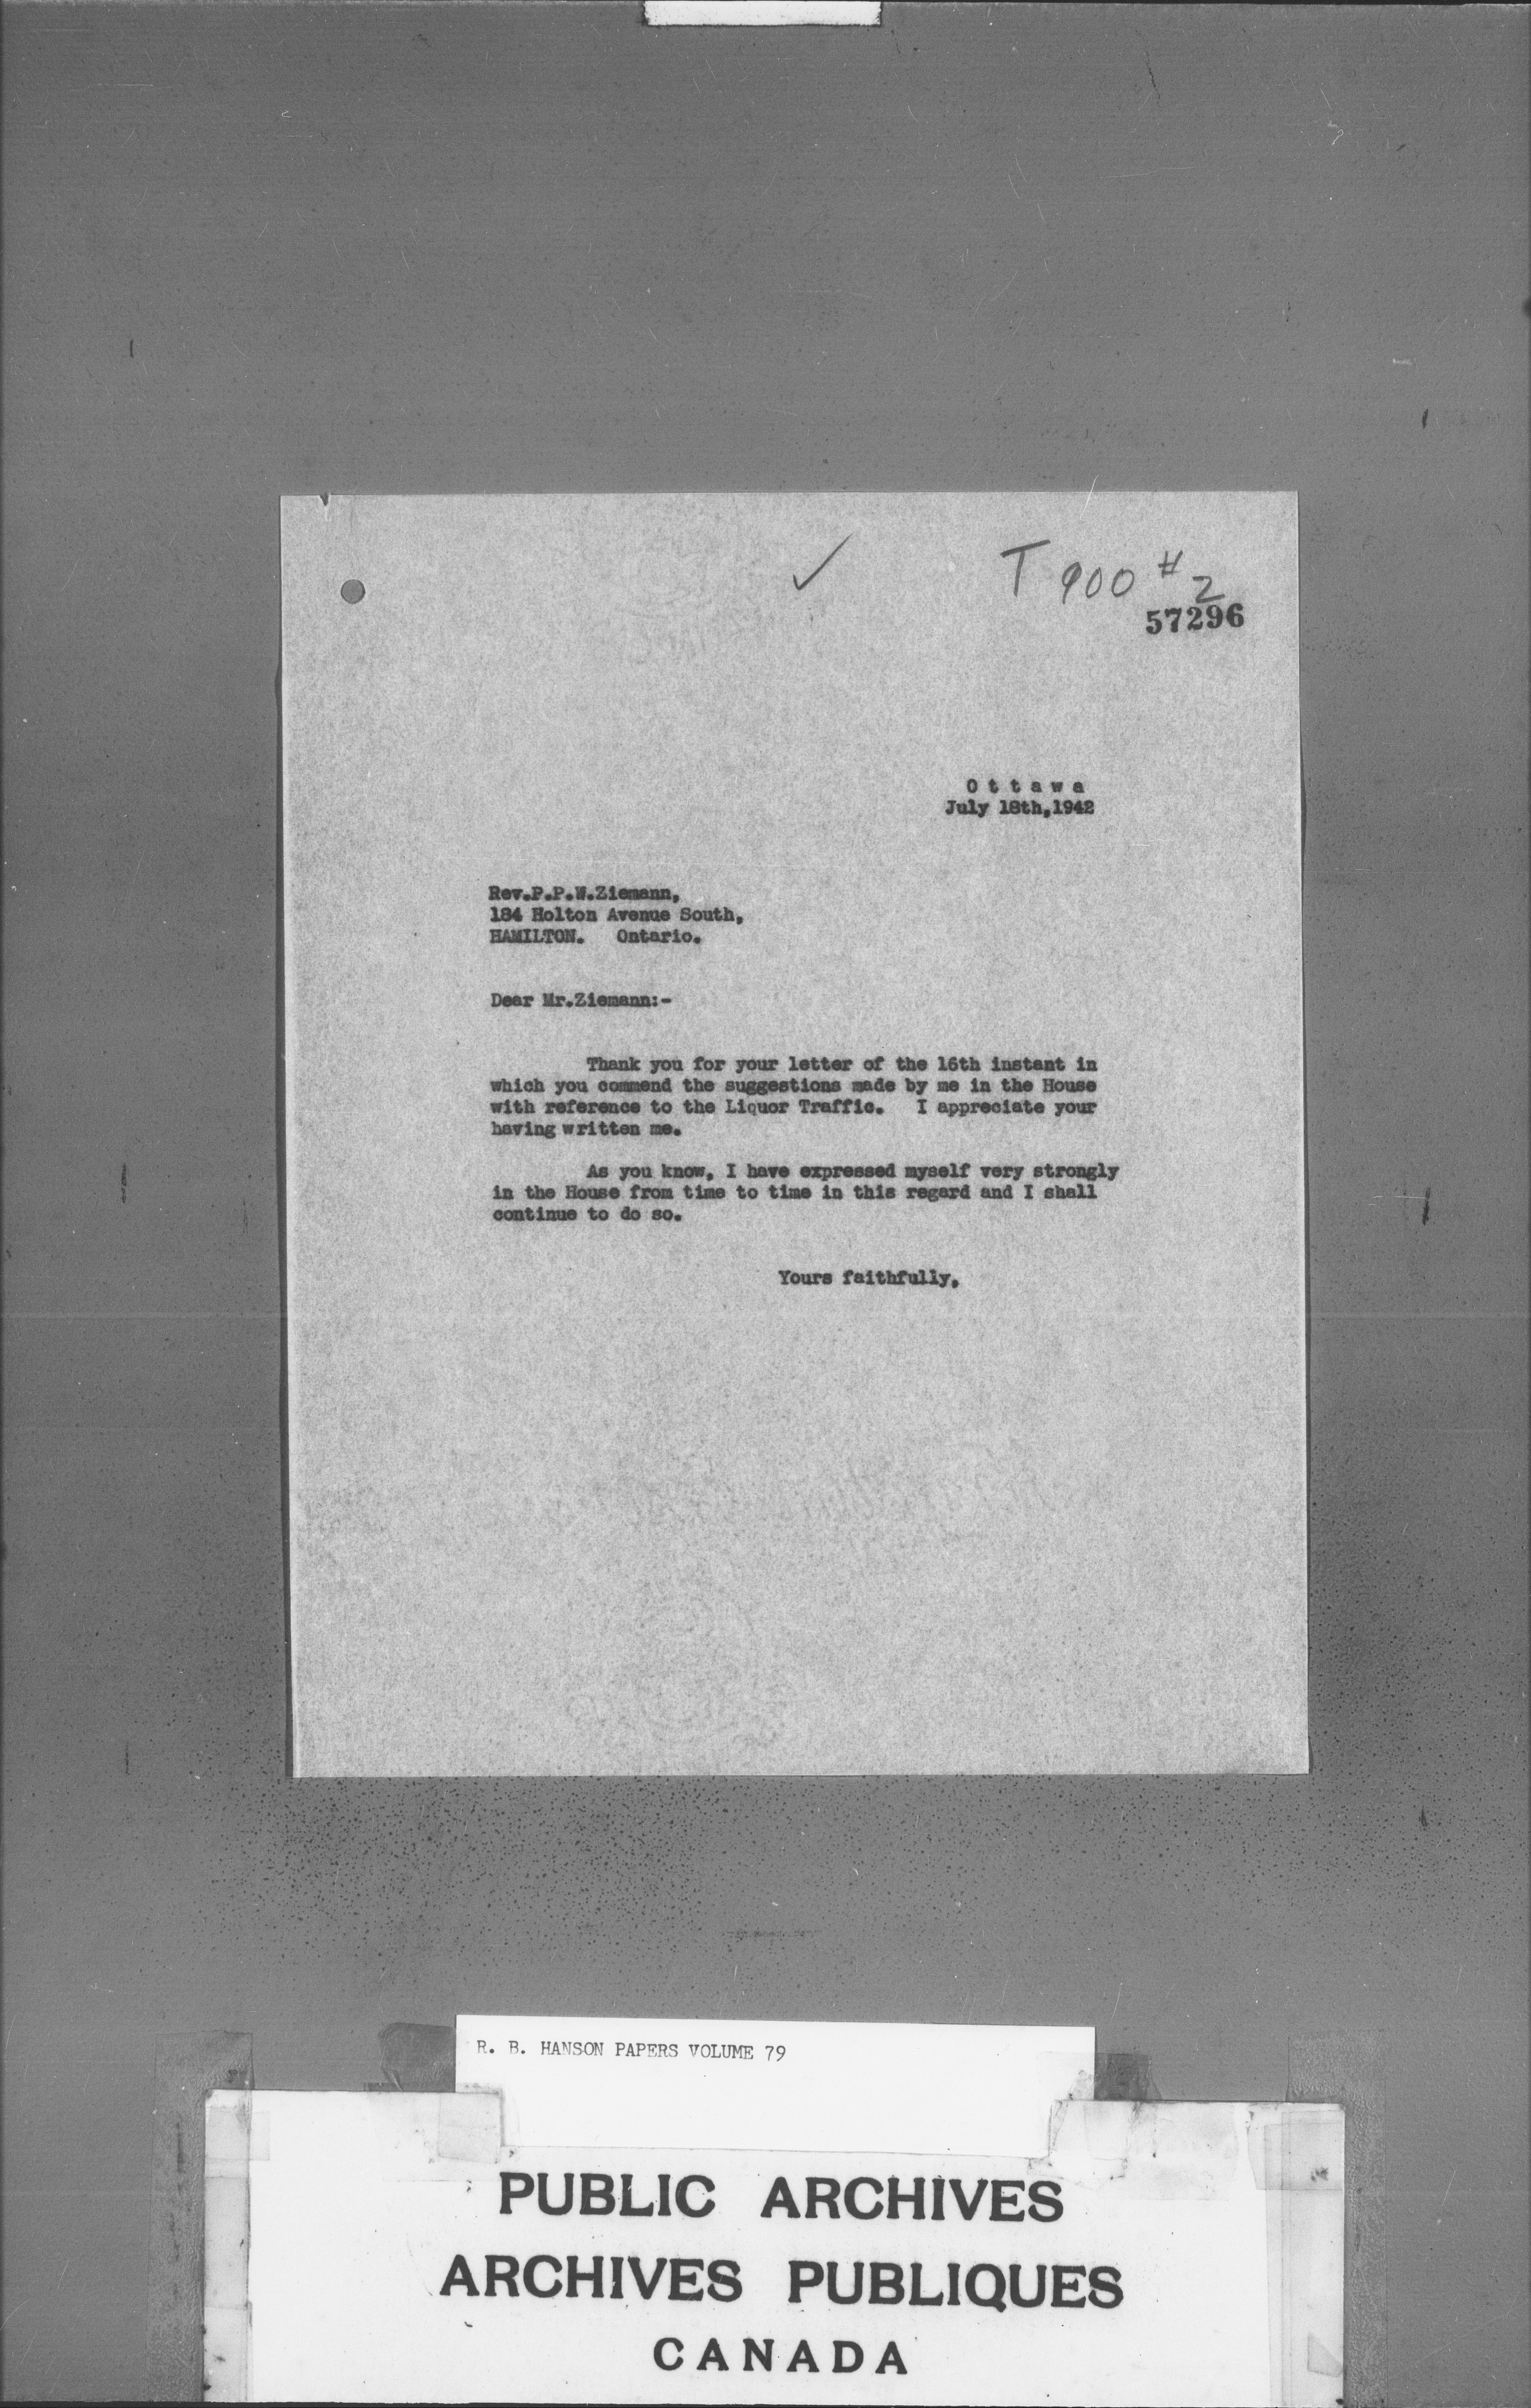 ✓ T 900 # 2
57296
O t t a w a
July 18th,1942
Rev.P.P.W.Ziemann,
184 Holton Avenue South,
HAMILTON. Ontario.
Dear Mr.Ziemann:-
Thank you for your letter of the 16th instant in
which you commend the suggestions made by me in the House
with reference to the Liquor Traffic. I appreciate your
having written me.
As you know, I have expressed myself very strongly
in the House from time to time in this regard and I shall
continue to do so.
Yours faithfully,
R. B. HANSON PAPERS VOLUME 79
PUBLIC ARCHIVES
ARCHIVES PUBLIQUES
CANADA